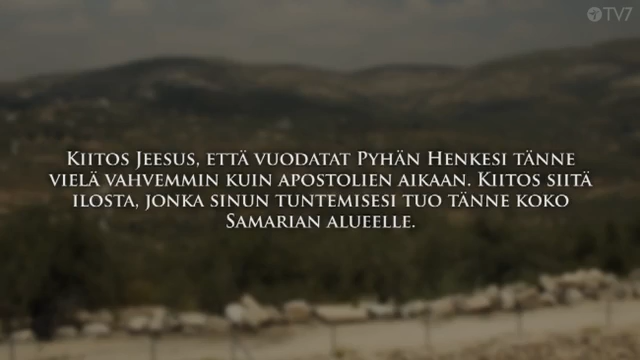 TV7
Kiitos Jeesus, että vuodatat Pyhän Henkesi tänne
vielä vahvemmin kuin apostolien aikaan. Kiitos siitä
ilosta, jonka sinun tuntemisesi tuo tänne koko
Samarian alueelle.